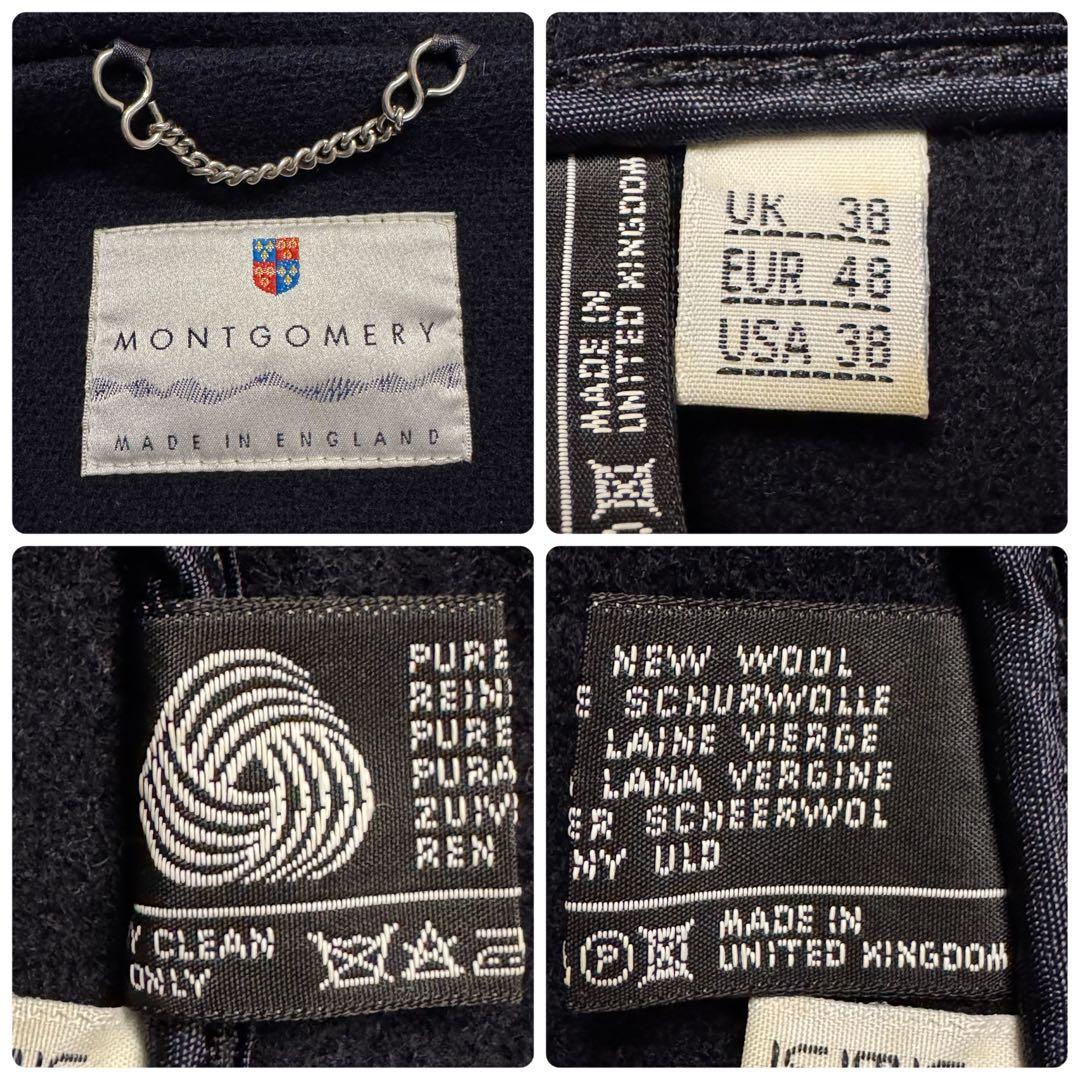 MONTGOMERY
MADE IN ENGLAND
MADE IN
UNITED KINGDOM
UK 38
EUR 48
USA 38
PURE
REIN
PURE
PURA
ZUIV
REN
Y CLEAN
ONLY
NEW WOOL
E SCHURWOLLE
LAINE VIERGE
LANA VERGINE
ER SCHEERWOL
NY ULD
P
MADE IN
UNITED KINGDOM